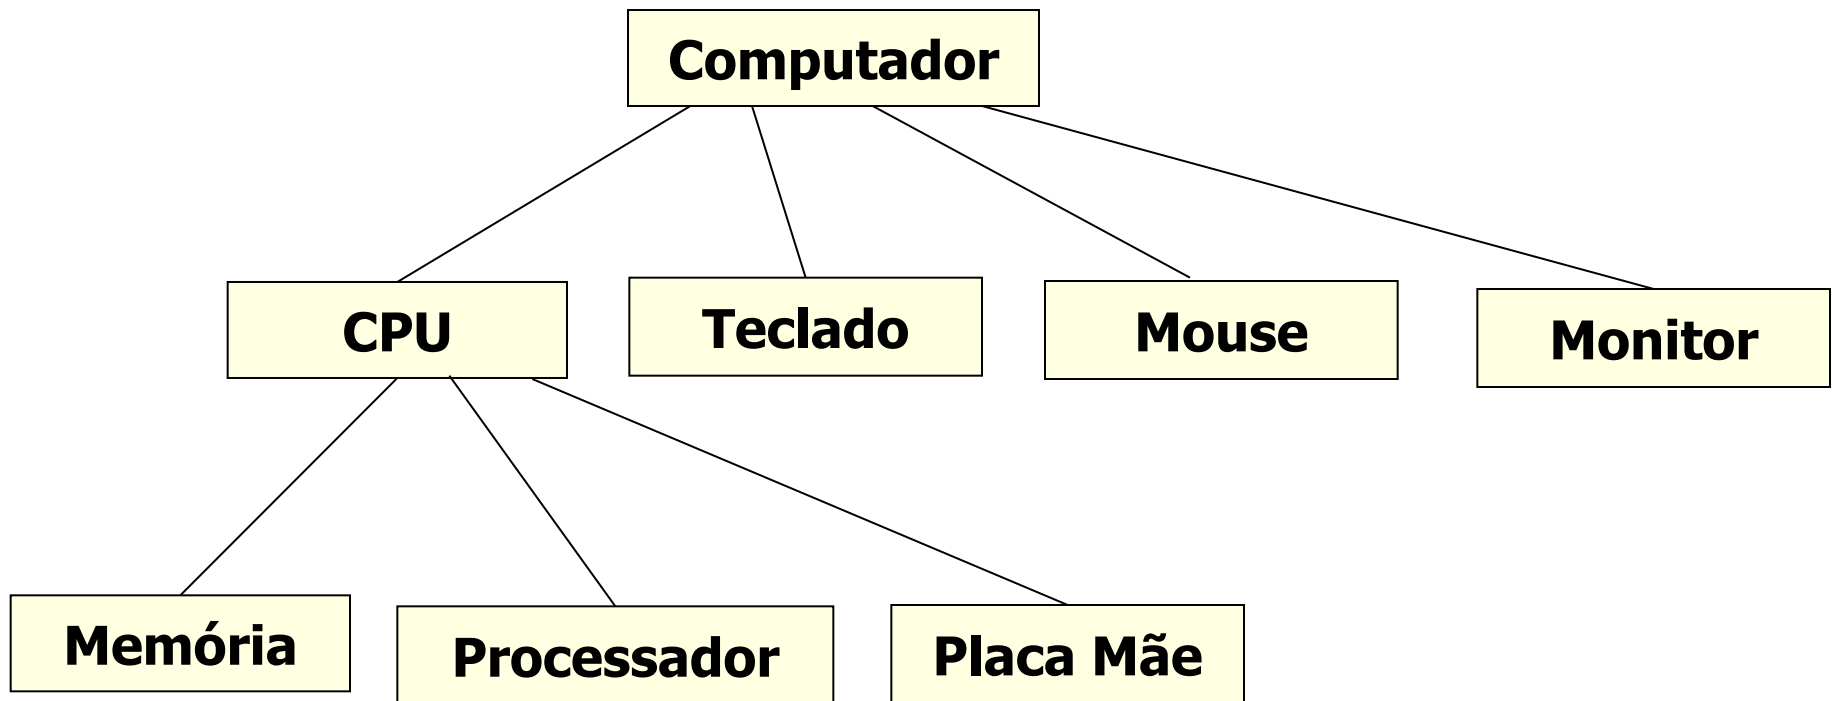 Computador
CPU
Teclado
Mouse
Monitor
Memória
Processador
Placa Mãe